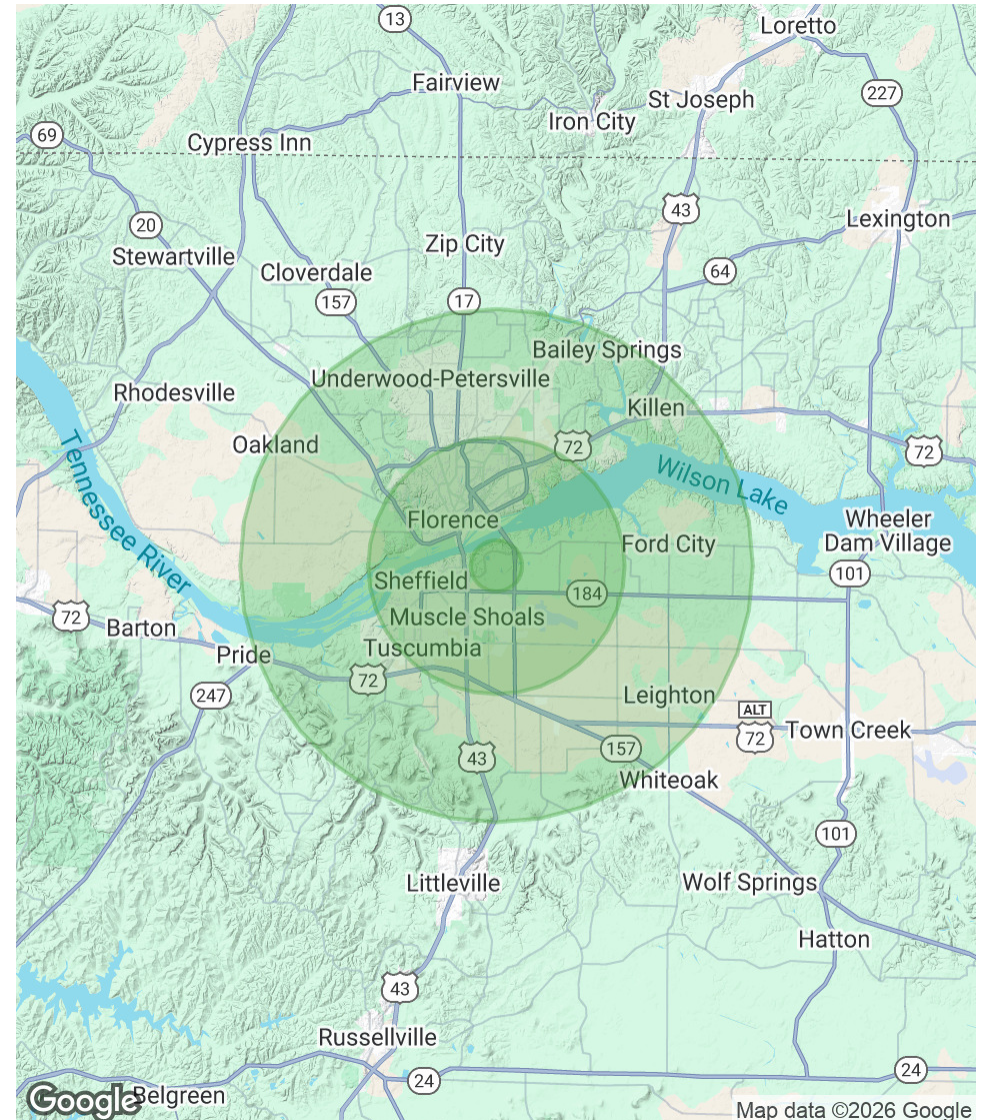 13
Loretto
Fairview
227
St Joseph
Iron City
69
Cypress Inn
43
20
Lexington
Zip City
Stewartville
Cloverdale
64
157
17
Bailey Springs
Underwood-Petersville
Rhodesville
Killen
Oakland
72
72
Tennessee River
Wilson Lake
Florence
Wheeler
Dam Village
Ford City
101
Sheffield
184
72
Muscle Shoals
Barton
Tuscumbia
Pride
72
247
Leighton
ALT
72
Town Creek
157
43
Whiteoak
101
Littleville
Wolf Springs
Hatton
43
Russellville
24
24
Belgreen
Google
Map data ©2026 Google